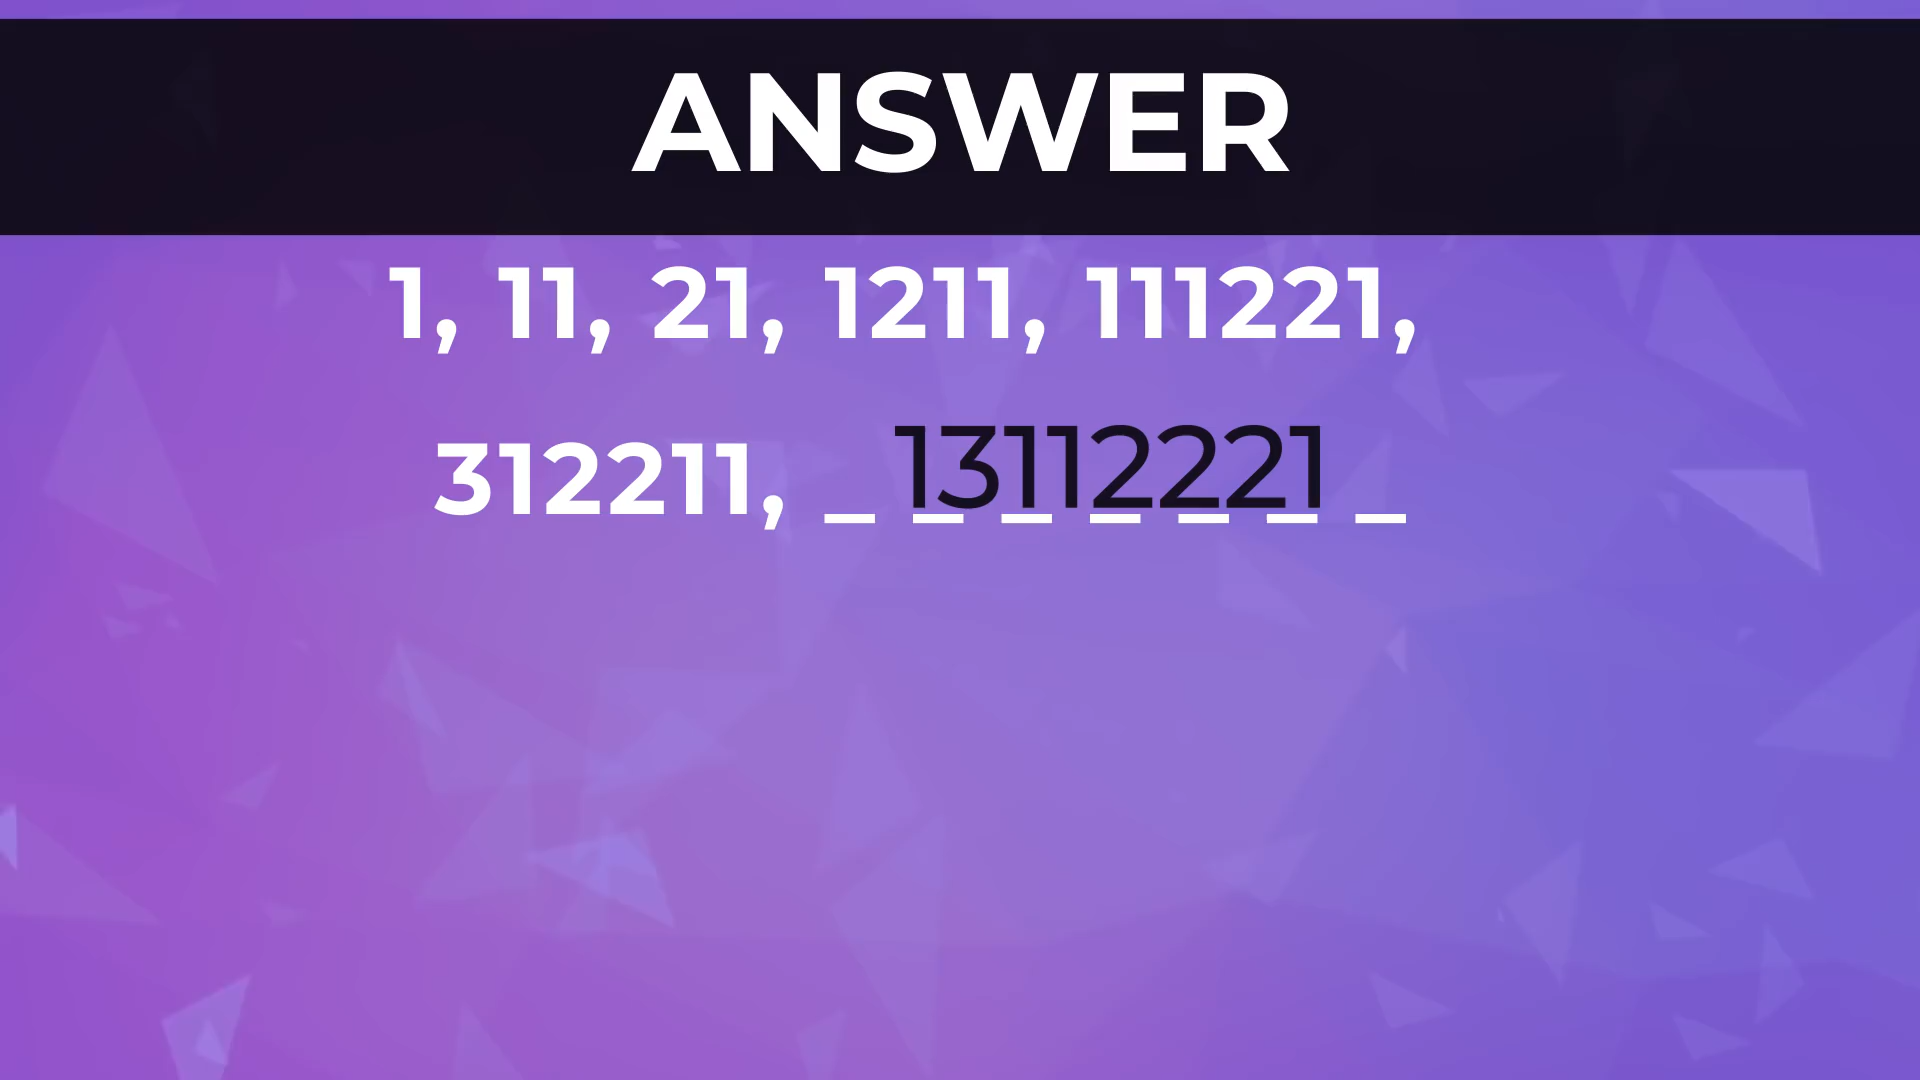 ANSWER
1, 11, 21, 1211, 111221,
312211, _ _ _ _ _ _ _ 13112221